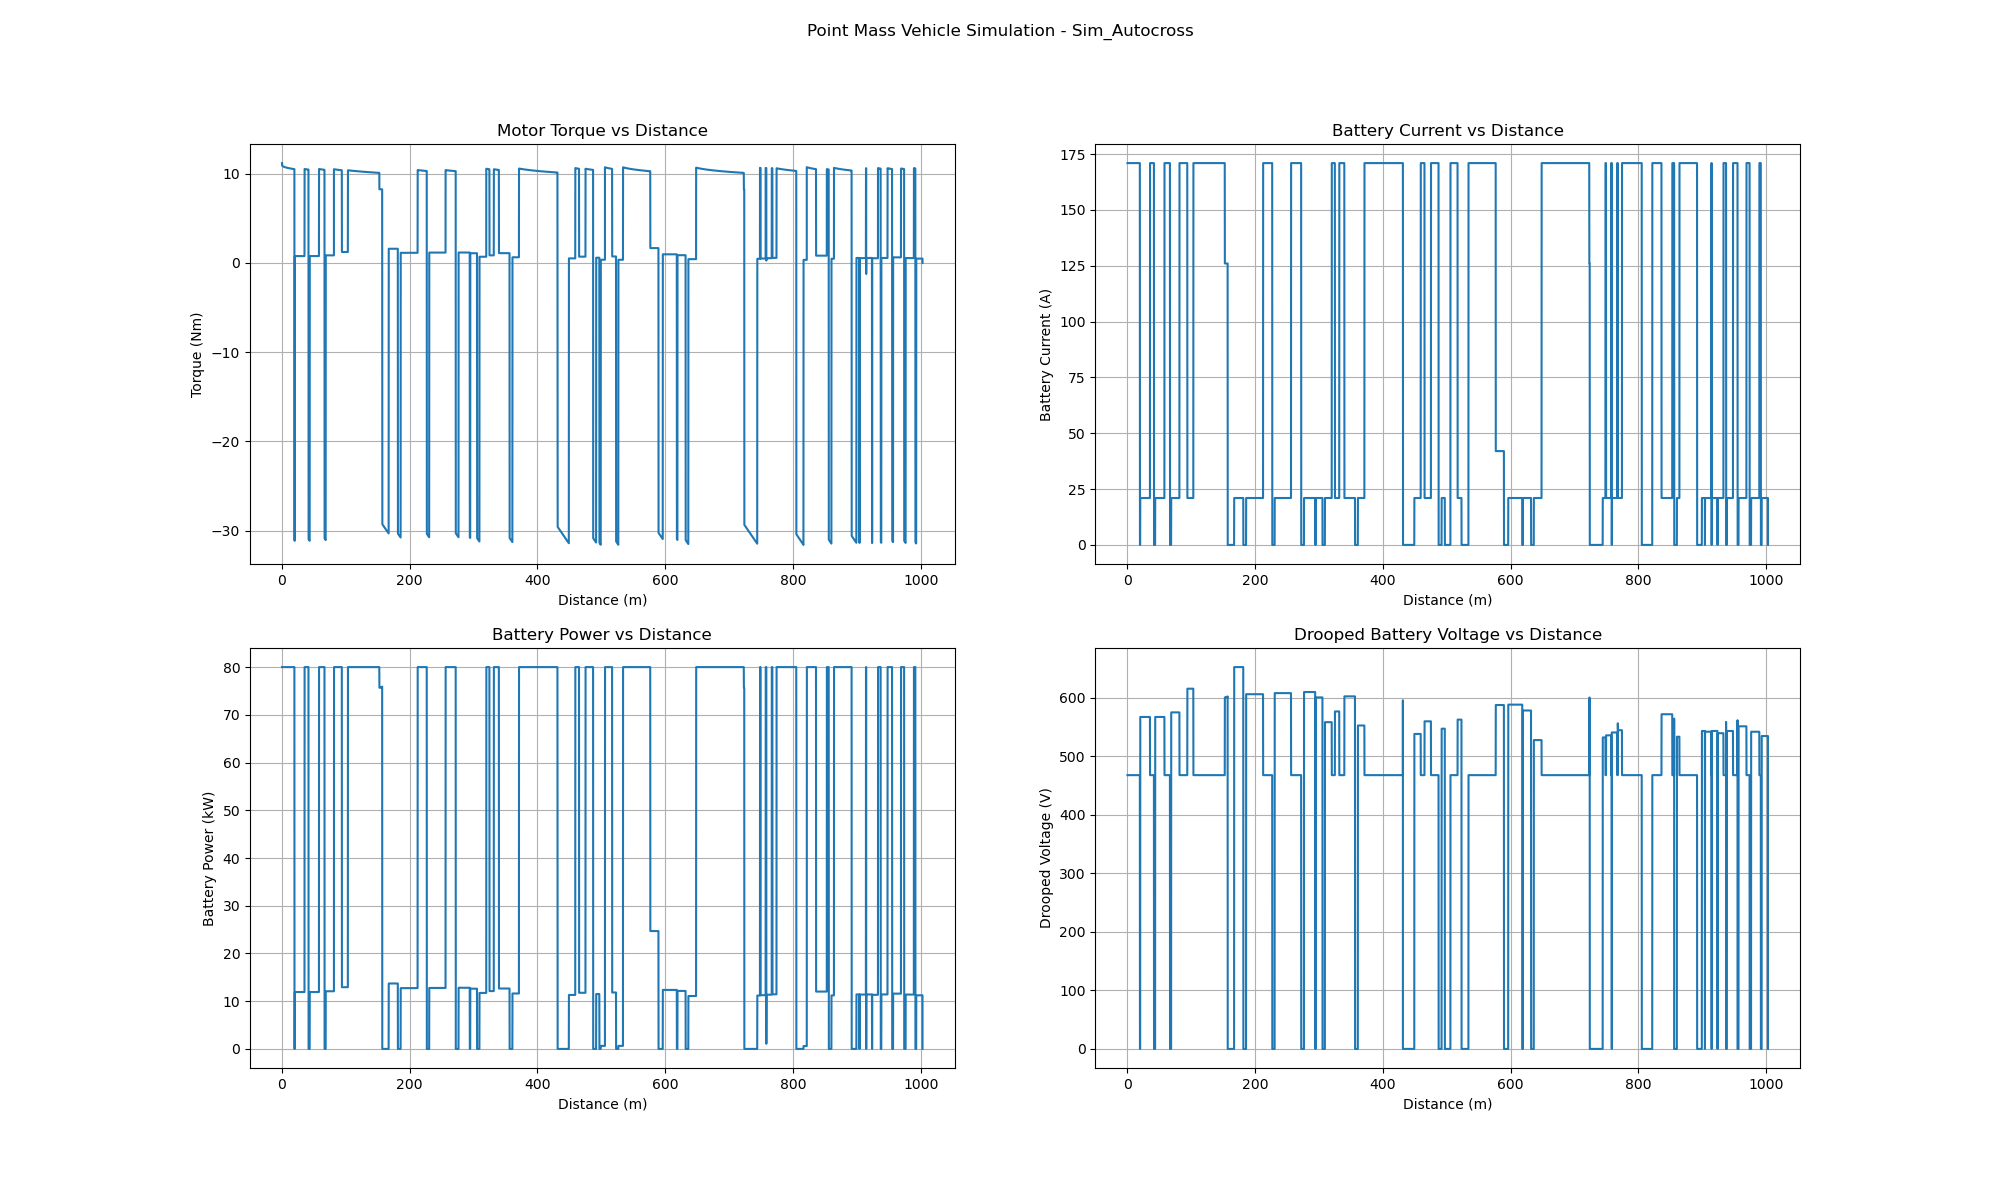 Point Mass Vehicle Simulation - Sim_Autocross
Motor Torque vs Distance
10
0
−10
−20
−30
Torque (Nm)
0 200 400 600 800 1000
Distance (m)
Battery Current vs Distance
175
150
125
100
75
50
25
0
Battery Current (A)
0 200 400 600 800 1000
Distance (m)
Battery Power vs Distance
80
70
60
50
40
30
20
10
0
Battery Power (kW)
0 200 400 600 800 1000
Distance (m)
Drooped Battery Voltage vs Distance
600
500
400
300
200
100
0
Drooped Voltage (V)
0 200 400 600 800 1000
Distance (m)